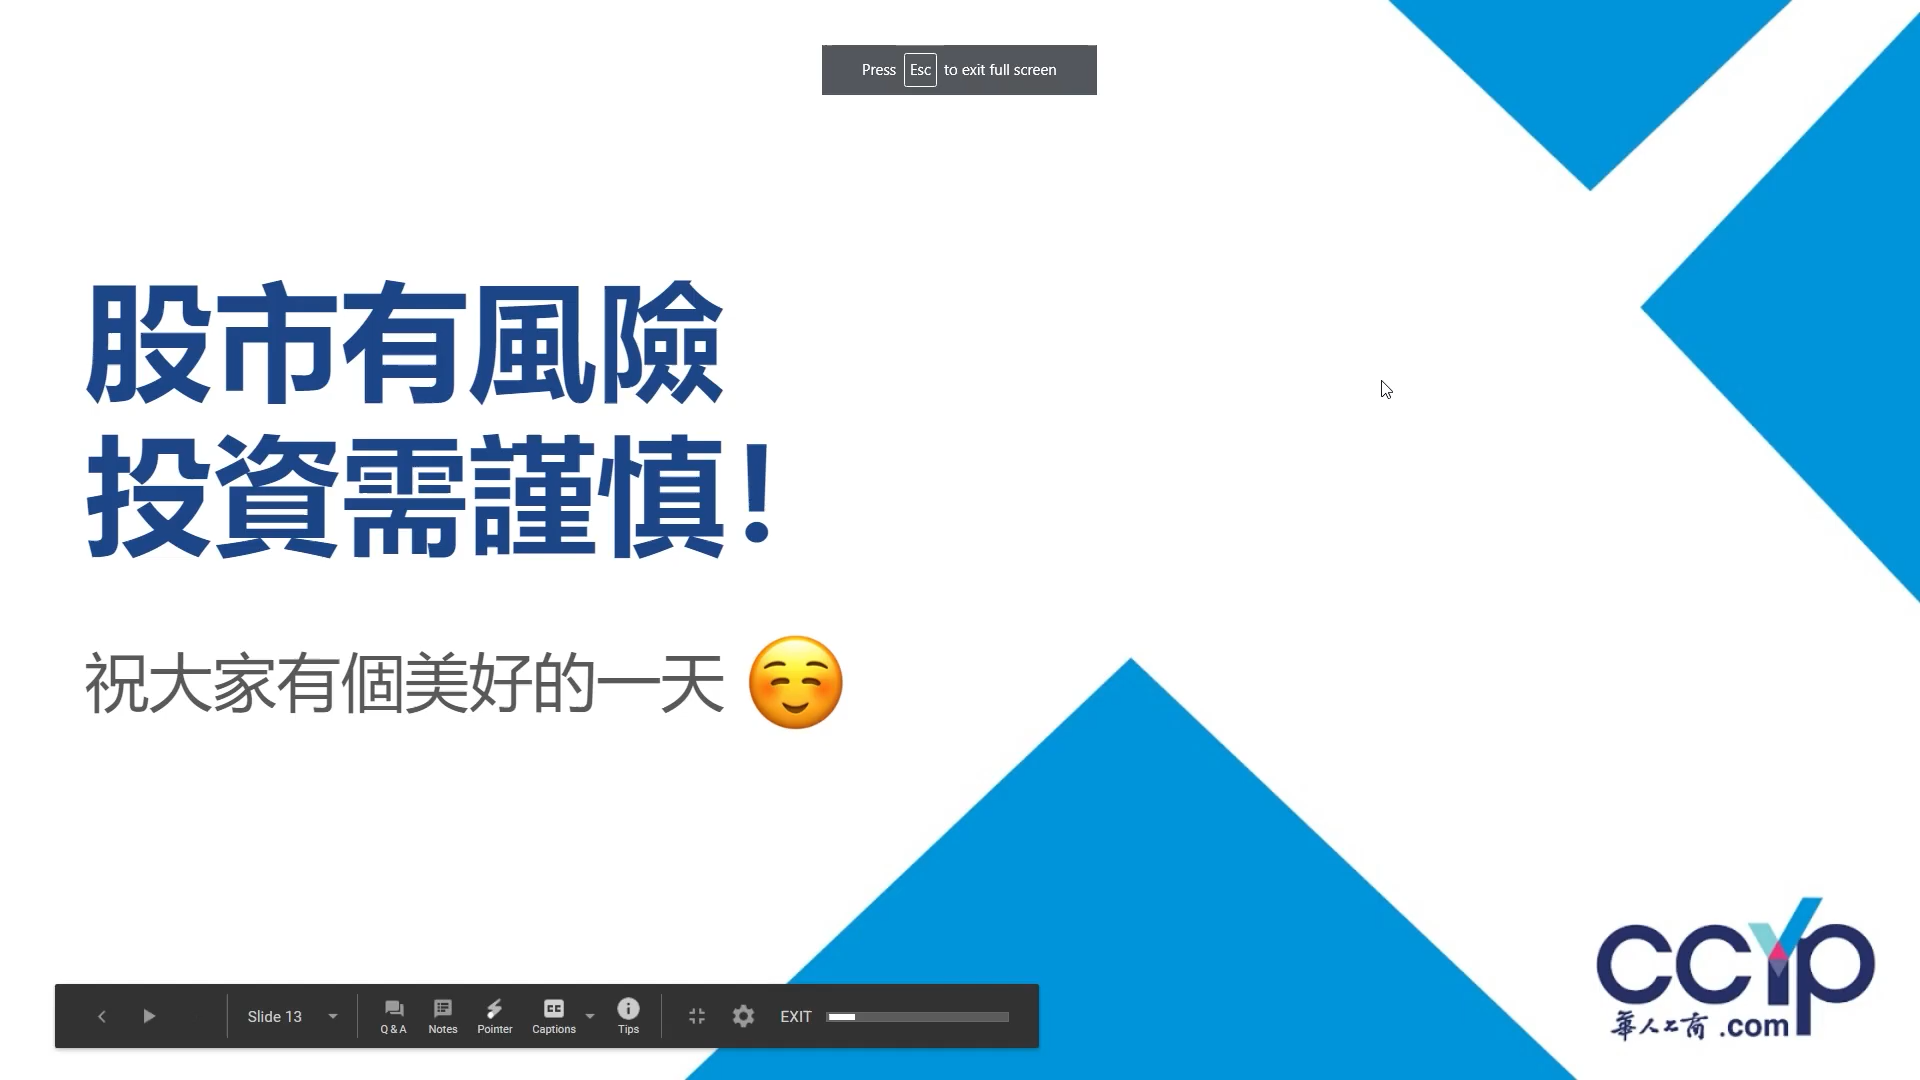 Press Esc to exit full screen
股市有風險
投資需謹慎！
祝大家有個美好的一天
ccyp
華人工商 .com
Slide 13
Q & A
Notes
Pointer
CC
Captions
Tips
EXIT